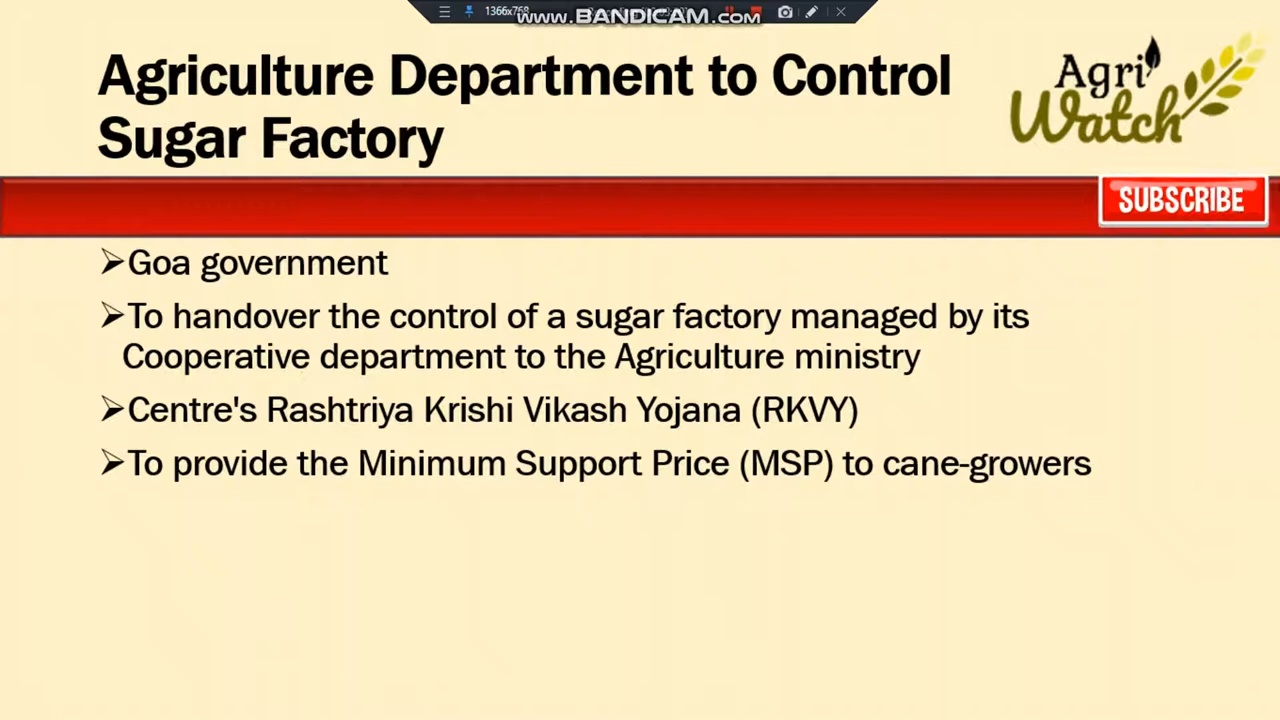 1366x768
www.BANDICAM.com
Agriculture Department to Control
Sugar Factory
Agri
Watch
SUBSCRIBE
➢Goa government
➢To handover the control of a sugar factory managed by its
Cooperative department to the Agriculture ministry
➢Centre's Rashtriya Krishi Vikash Yojana (RKVY)
➢To provide the Minimum Support Price (MSP) to cane-growers